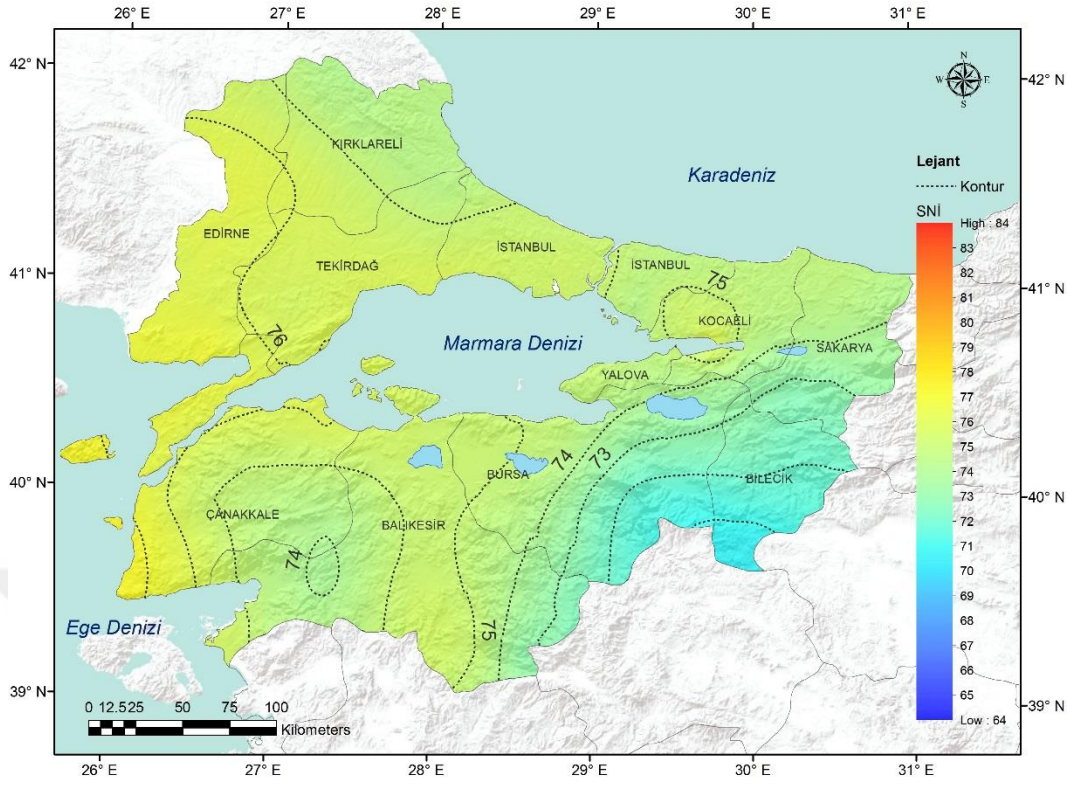 26° E 27° E 28° E 29° E 30° E 31° E
42° N
42° N
N
W E
S
KIRKLARELİ
Karadeniz
Lejant
Kontur
SNİ
High : 84
83
82
81
80
79
78
77
76
75
74
73
72
71
70
69
68
67
66
65
Low : 64
EDİRNE
İSTANBUL
TEKİRDAĞ
İSTANBUL
41° N
41° N
75
KOCAELİ
76
Marmara Denizi
SAKARYA
YALOVA
74
73
BURSA
BİLECİK
40° N
40° N
ÇANAKKALE
BALIKESİR
74
Ege Denizi
75
39° N
39° N
0 12.525 50 75 100
Kilometers
26° E 27° E 28° E 29° E 30° E 31° E